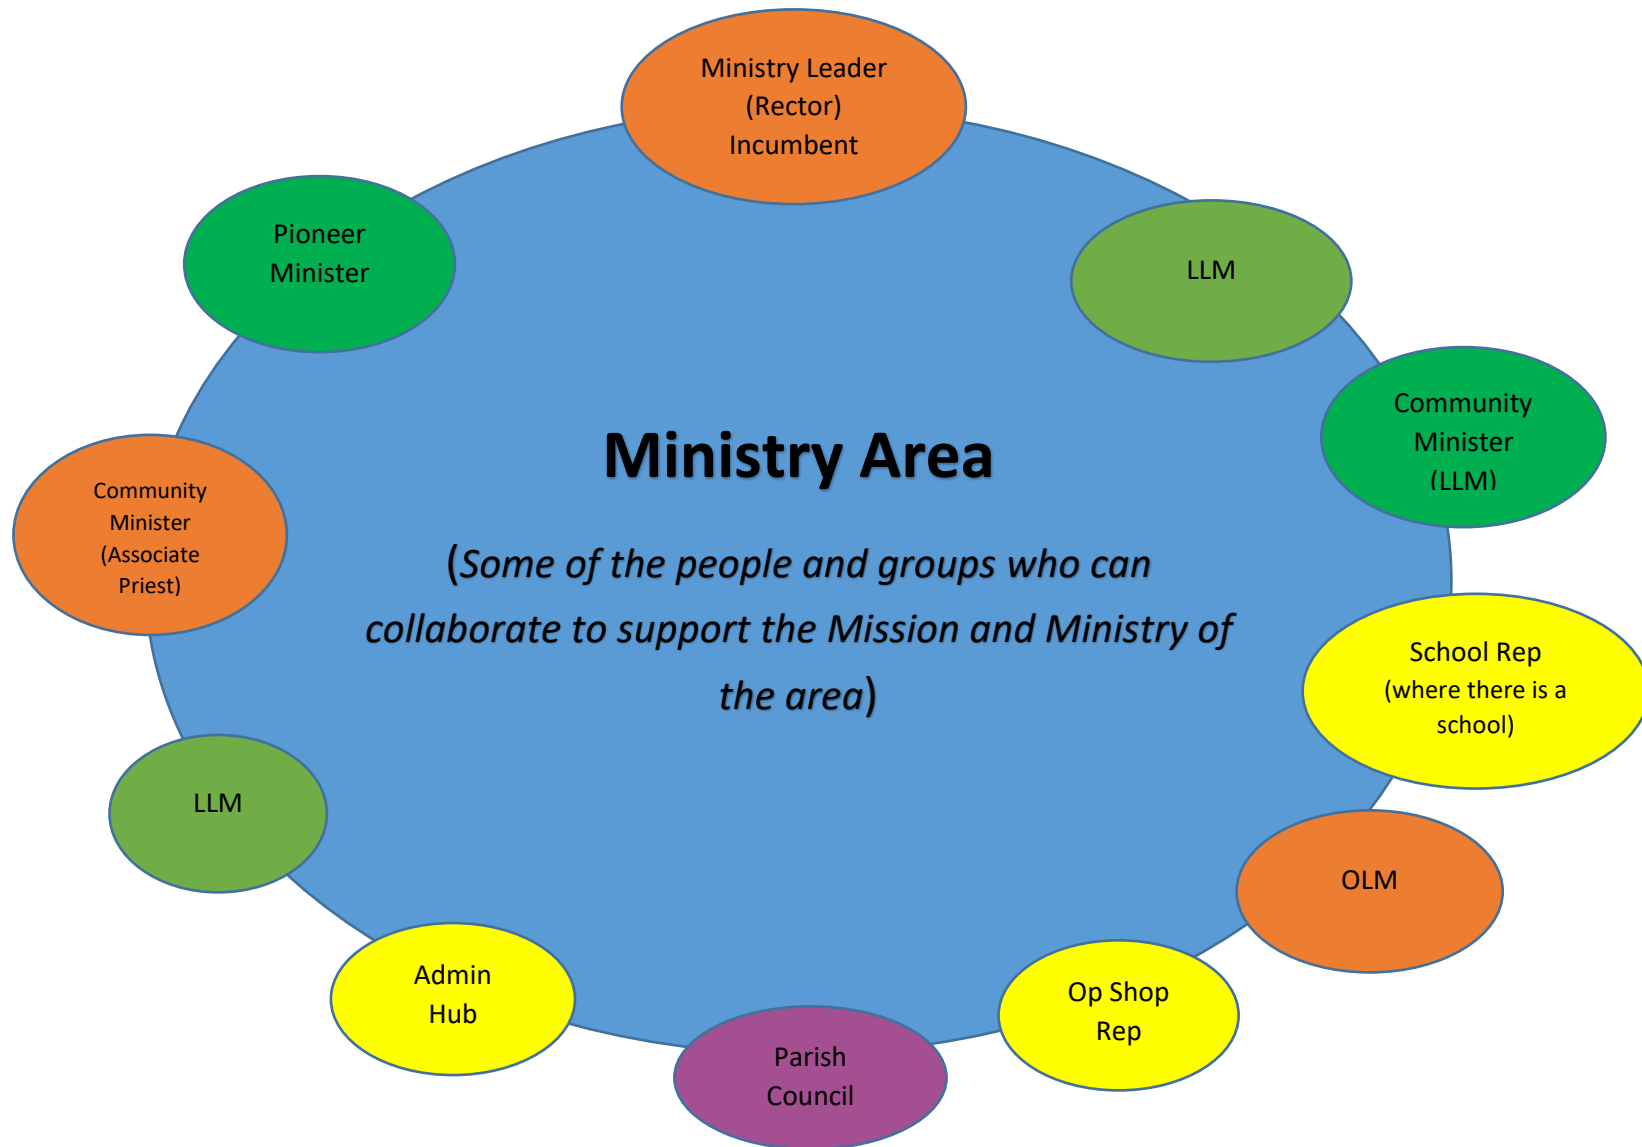 Ministry Leader
(Rector)
Incumbent
Pioneer
Minister
LLM
Community
Minister
(LLM)
Ministry Area
(Some of the people and groups who can
collaborate to support the Mission and Ministry of
the area)
Community
Minister
(Associate
Priest)
School Rep
(where there is a
school)
LLM
OLM
Admin
Hub
Op Shop
Rep
Parish
Council